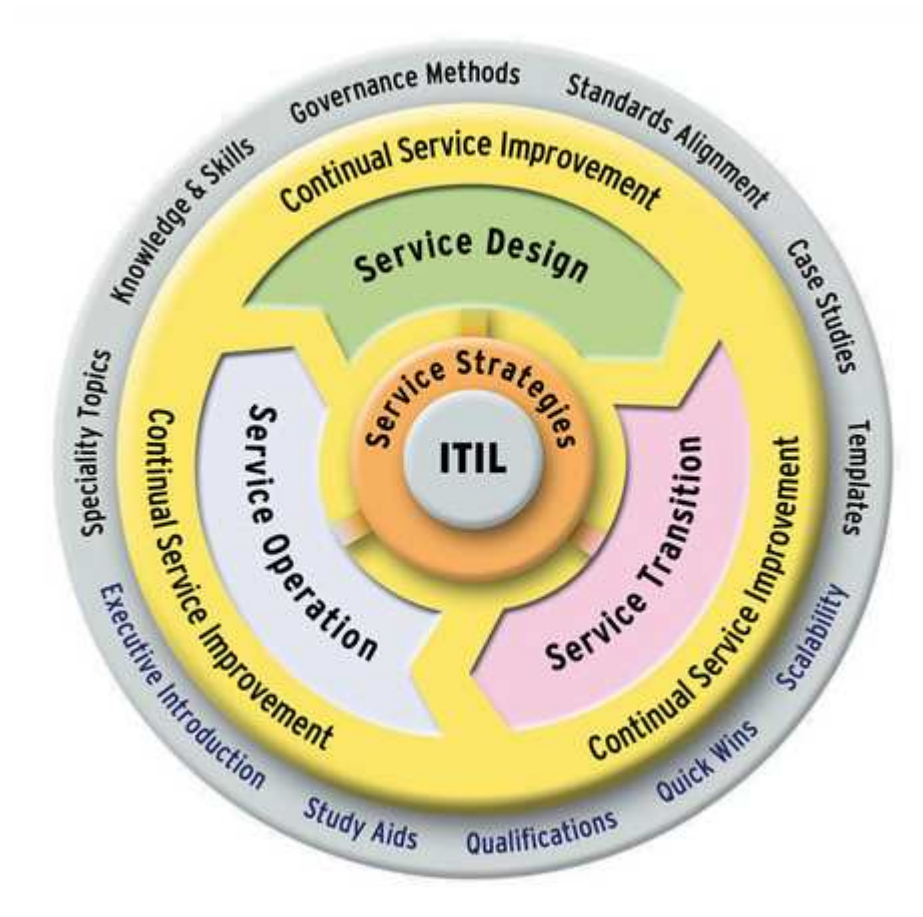 Governance Methods
Standards Alignment
Knowledge & Skills
Case Studies
Speciality Topics
Templates
Executive Introduction
Scalability
Study Aids
Qualifications
Quick Wins
Continual Service Improvement
Continual Service Improvement
Continual Service Improvement
Service Design
Service Operation
Service Transition
Service Strategies
ITIL